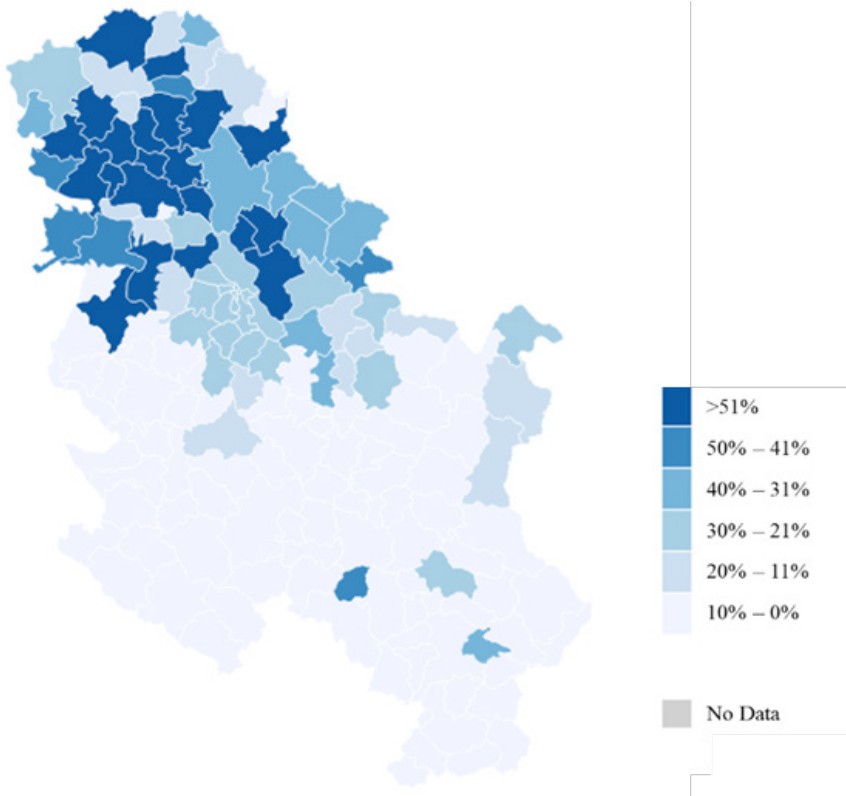 >51%
50% – 41%
40% – 31%
30% – 21%
20% – 11%
10% – 0%
No Data